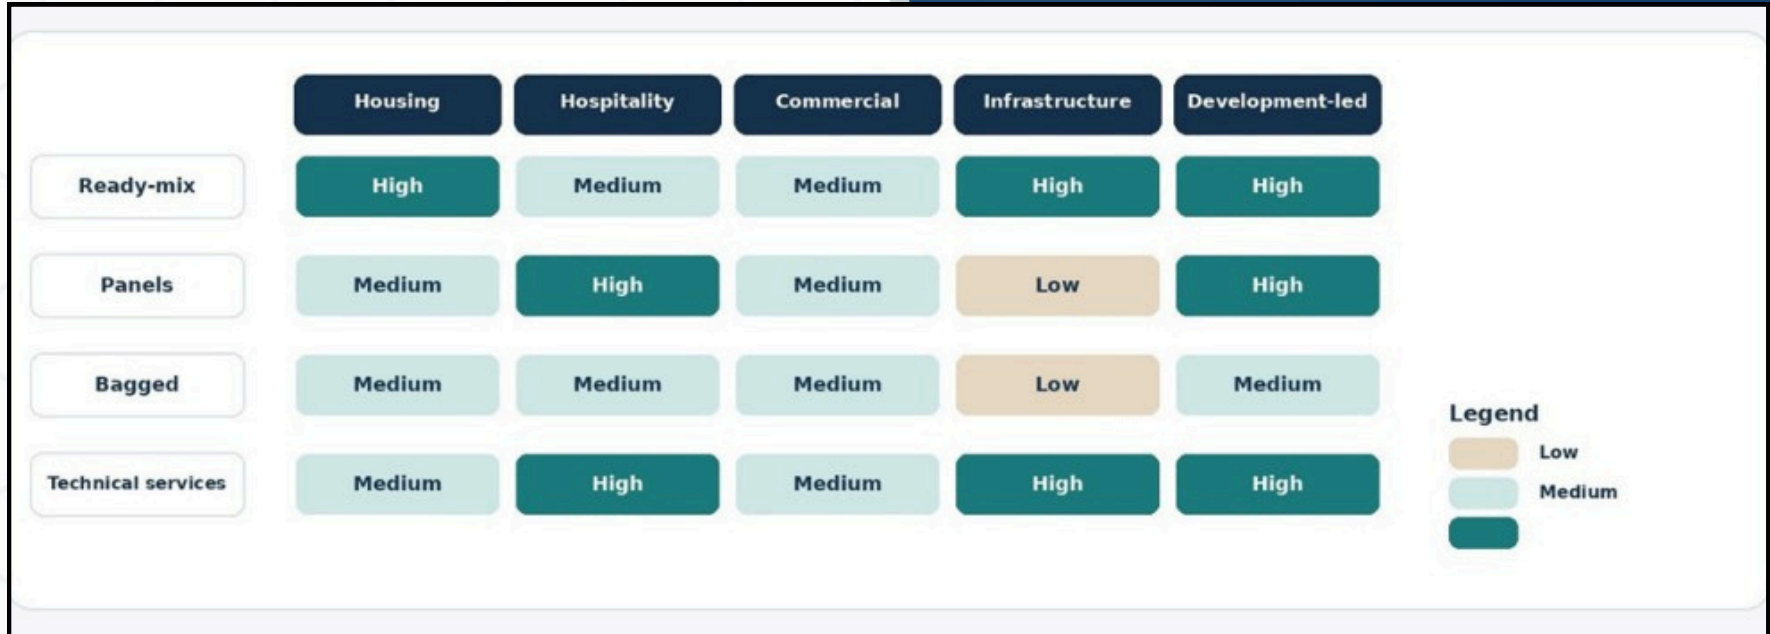 Housing Hospitality Commercial Infrastructure Development-led
Ready-mix High Medium Medium High High
Panels Medium High Medium Low High
Bagged Medium Medium Medium Low Medium
Technical services Medium High Medium High High
Legend
Low
Medium